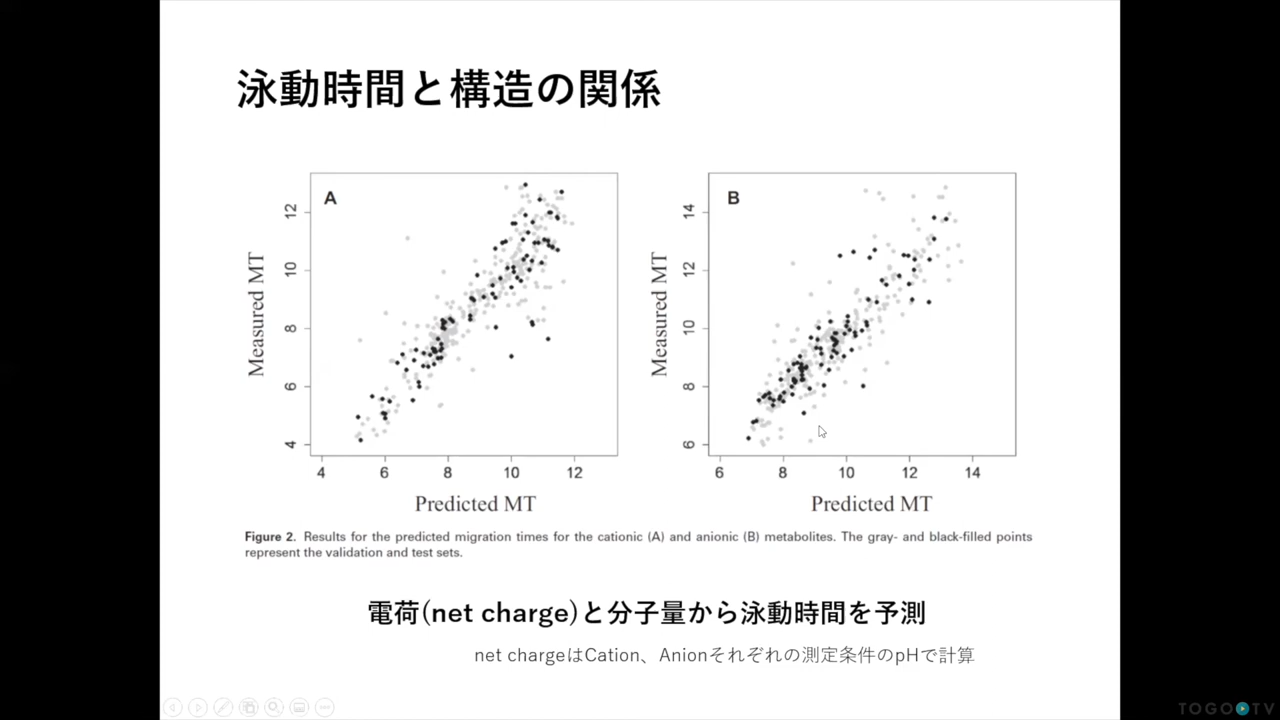 泳動時間と構造の関係
A
B
Measured MT
12
10
8
6
4
4 6 8 10 12
Predicted MT
Measured MT
14
12
10
8
6
6 8 10 12 14
Predicted MT
Figure 2. Results for the predicted migration times for the cationic (A) and anionic (B) metabolites. The gray- and black-filled points
represent the validation and test sets.
電荷(net charge)と分子量から泳動時間を予測
net chargeはCation、Anionそれぞれの測定条件のpHで計算
TOGO TV